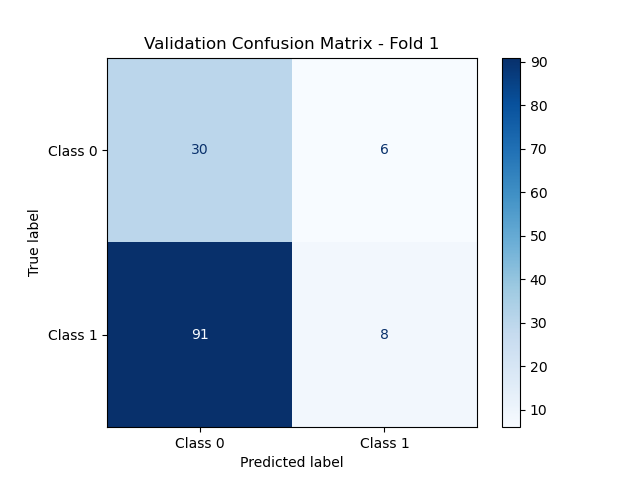 Validation Confusion Matrix - Fold 1
True label
Class 0
30
6
Class 1
91
8
Class 0
Class 1
Predicted label
90
80
70
60
50
40
30
20
10